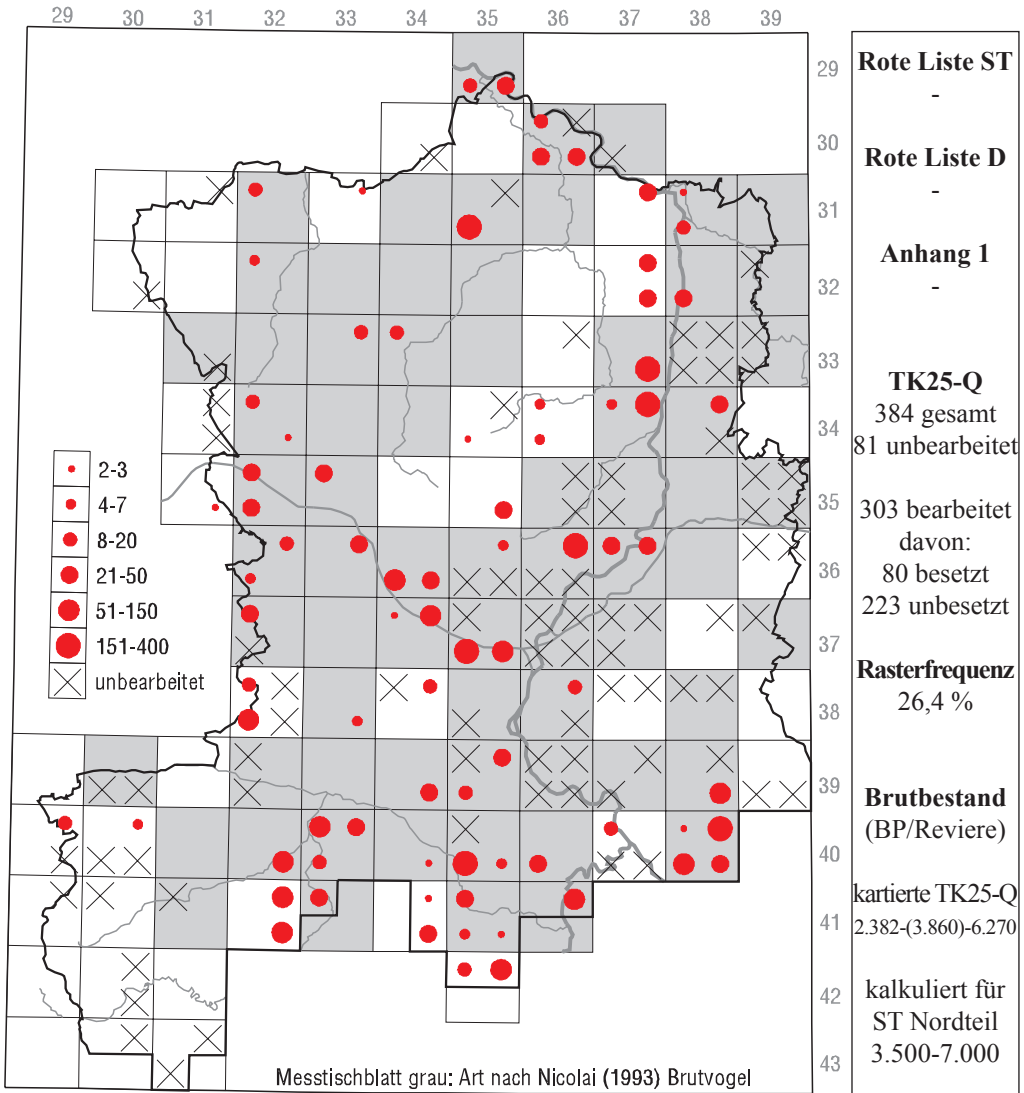 29 30 31 32 33 34 35 36 37 38 39
29
30
31
32
33
34
35
36
37
38
39
40
41
42
43
2-3
4-7
8-20
21-50
51-150
151-400
unbearbeitet
Messtischblatt grau: Art nach Nicolai (1993) Brutvogel
Rote Liste ST
-
Rote Liste D
-
Anhang 1
-
TK25-Q
384 gesamt
81 unbearbeitet
303 bearbeitet
davon:
80 besetzt
223 unbesetzt
Rasterfrequenz
26,4 %
Brutbestand
(BP/Reviere)
kartierte TK25-Q
2.382-(3.860)-6.270
kalkuliert für
ST Nordteil
3.500-7.000